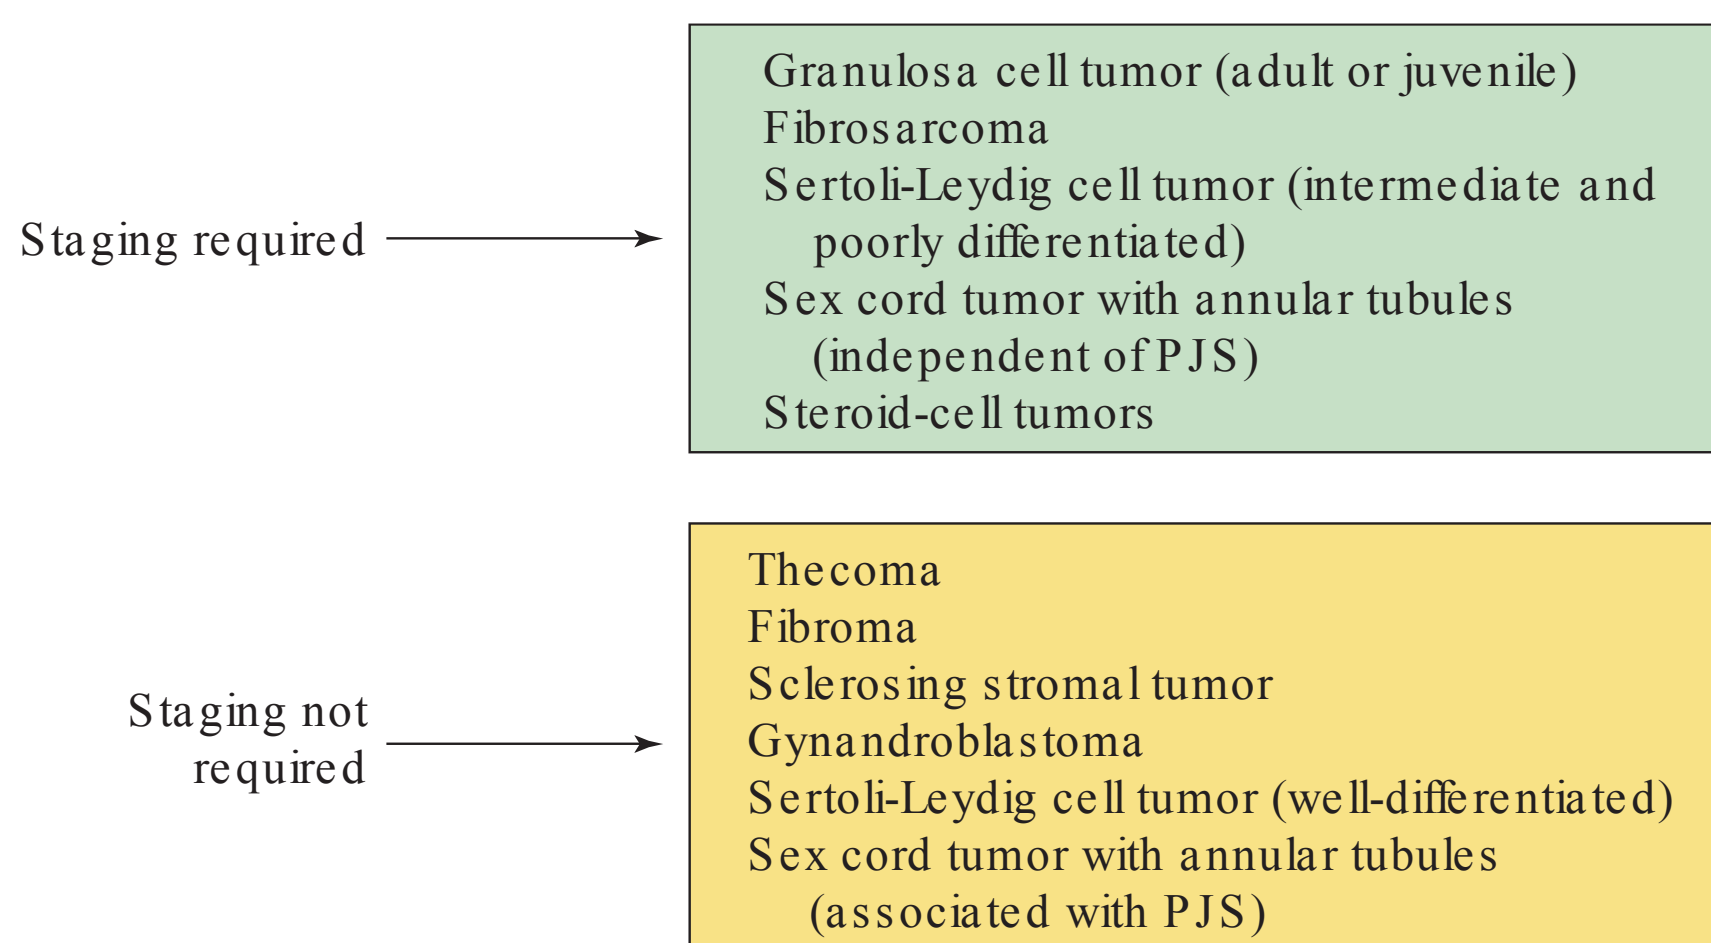 Staging required
Granulosa cell tumor (adult or juvenile)
Fibrosarcoma
Sertoli-Leydig cell tumor (intermediate and
poorly differentiated)
Sex cord tumor with annular tubules
(independent of PJS)
Steroid-cell tumors
Staging not
required
Thecoma
Fibroma
Sclerosing stromal tumor
Gynandroblastoma
Sertoli-Leydig cell tumor (well-differentiated)
Sex cord tumor with annular tubules
(associated with PJS)